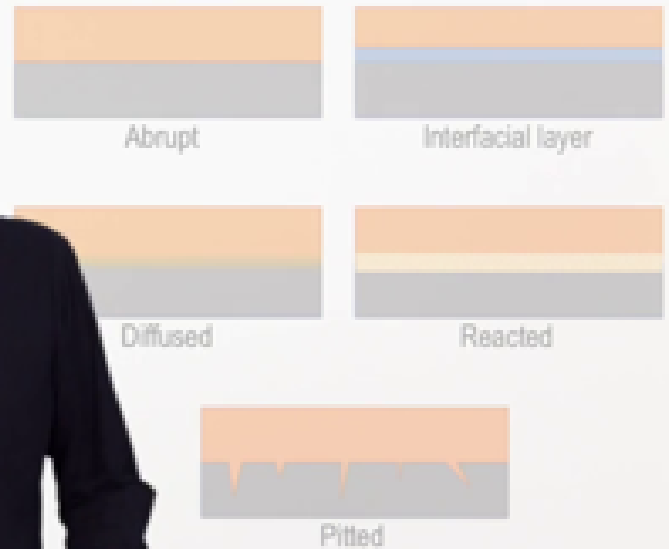 Abrupt
Interfacial layer
Diffused
Reacted
Pitted